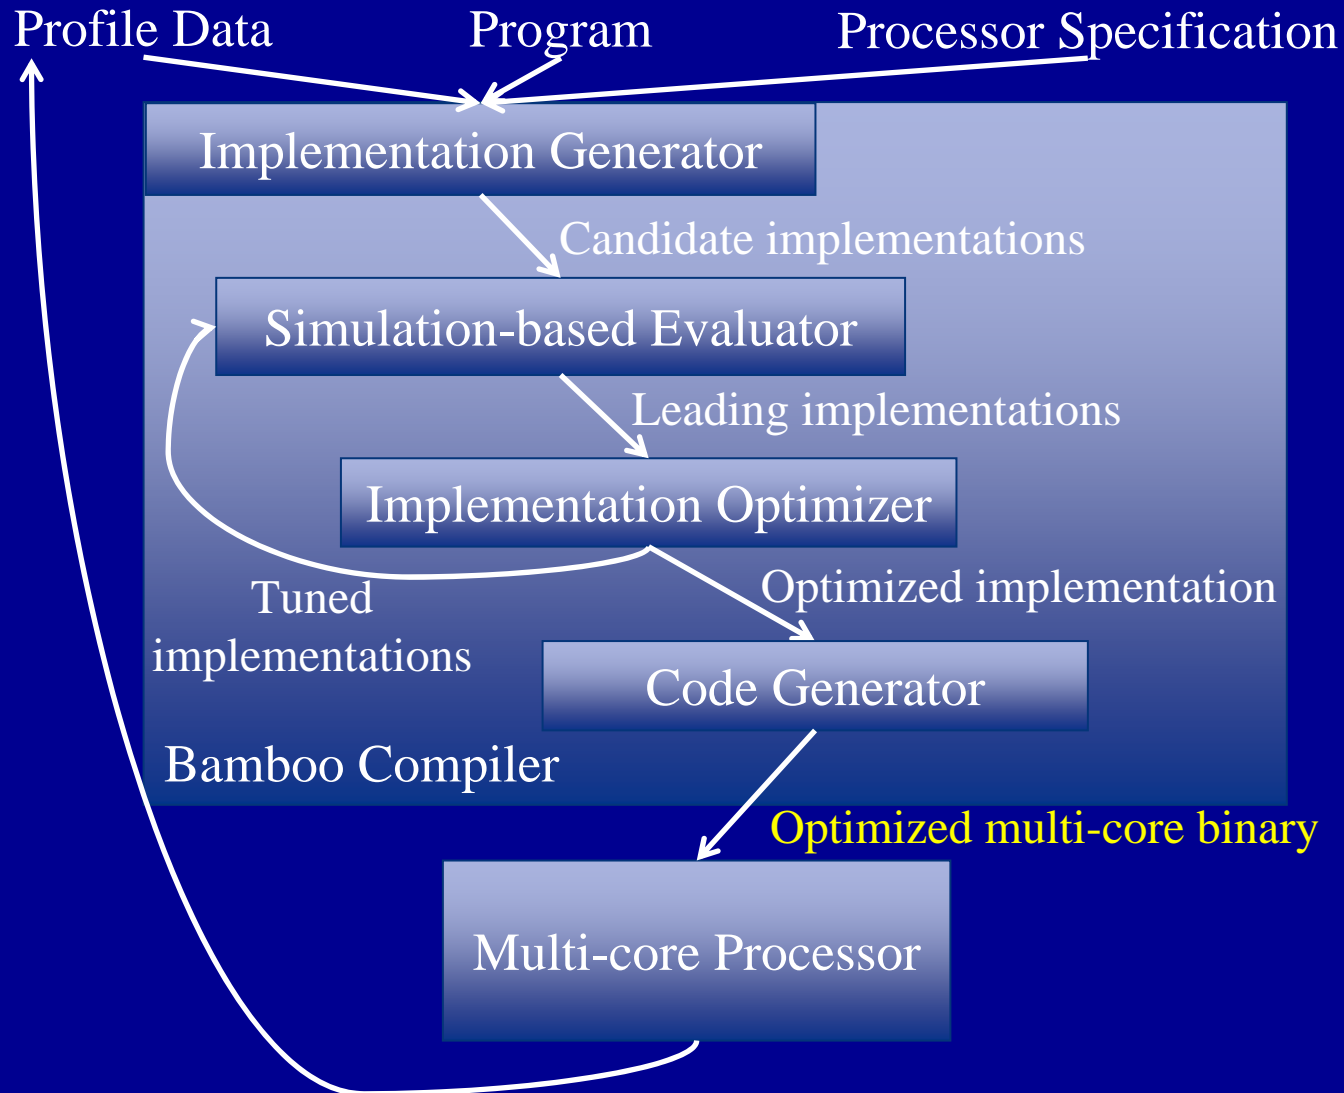 Profile Data
Program
Processor Specification
Implementation Generator
Candidate implementations
Simulation-based Evaluator
Leading implementations
Implementation Optimizer
Optimized implementation
Tuned
implementations
Code Generator
Bamboo Compiler
Optimized multi-core binary
Multi-core Processor